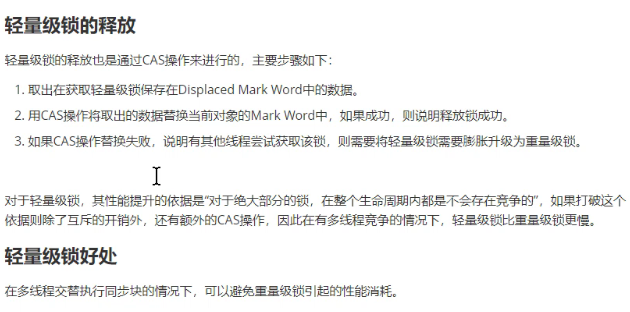 轻量级锁的释放
轻量级锁的释放也是通过CAS操作来进行的，主要步骤如下：
1. 取出在获取轻量级锁保存在Displaced Mark Word中的数据。
2. 用CAS操作将取出的数据替换当前对象的Mark Word中，如果成功，则说明释放锁成功。
3. 如果CAS操作替换失败，说明有其他线程尝试获取该锁，则需要将轻量级锁需要膨胀升级为重量级锁。
对于轻量级锁，其性能提升的依据是“对于绝大部分的锁，在整个生命周期内都是不会存在竞争的”，如果打破这个
依据则除了互斥的开销外，还有额外的CAS操作，因此在有多线程竞争的情况下，轻量级锁比重量级锁更慢。
轻量级锁好处
在多线程交替执行同步块的情况下，可以避免重量级锁引起的性能消耗。